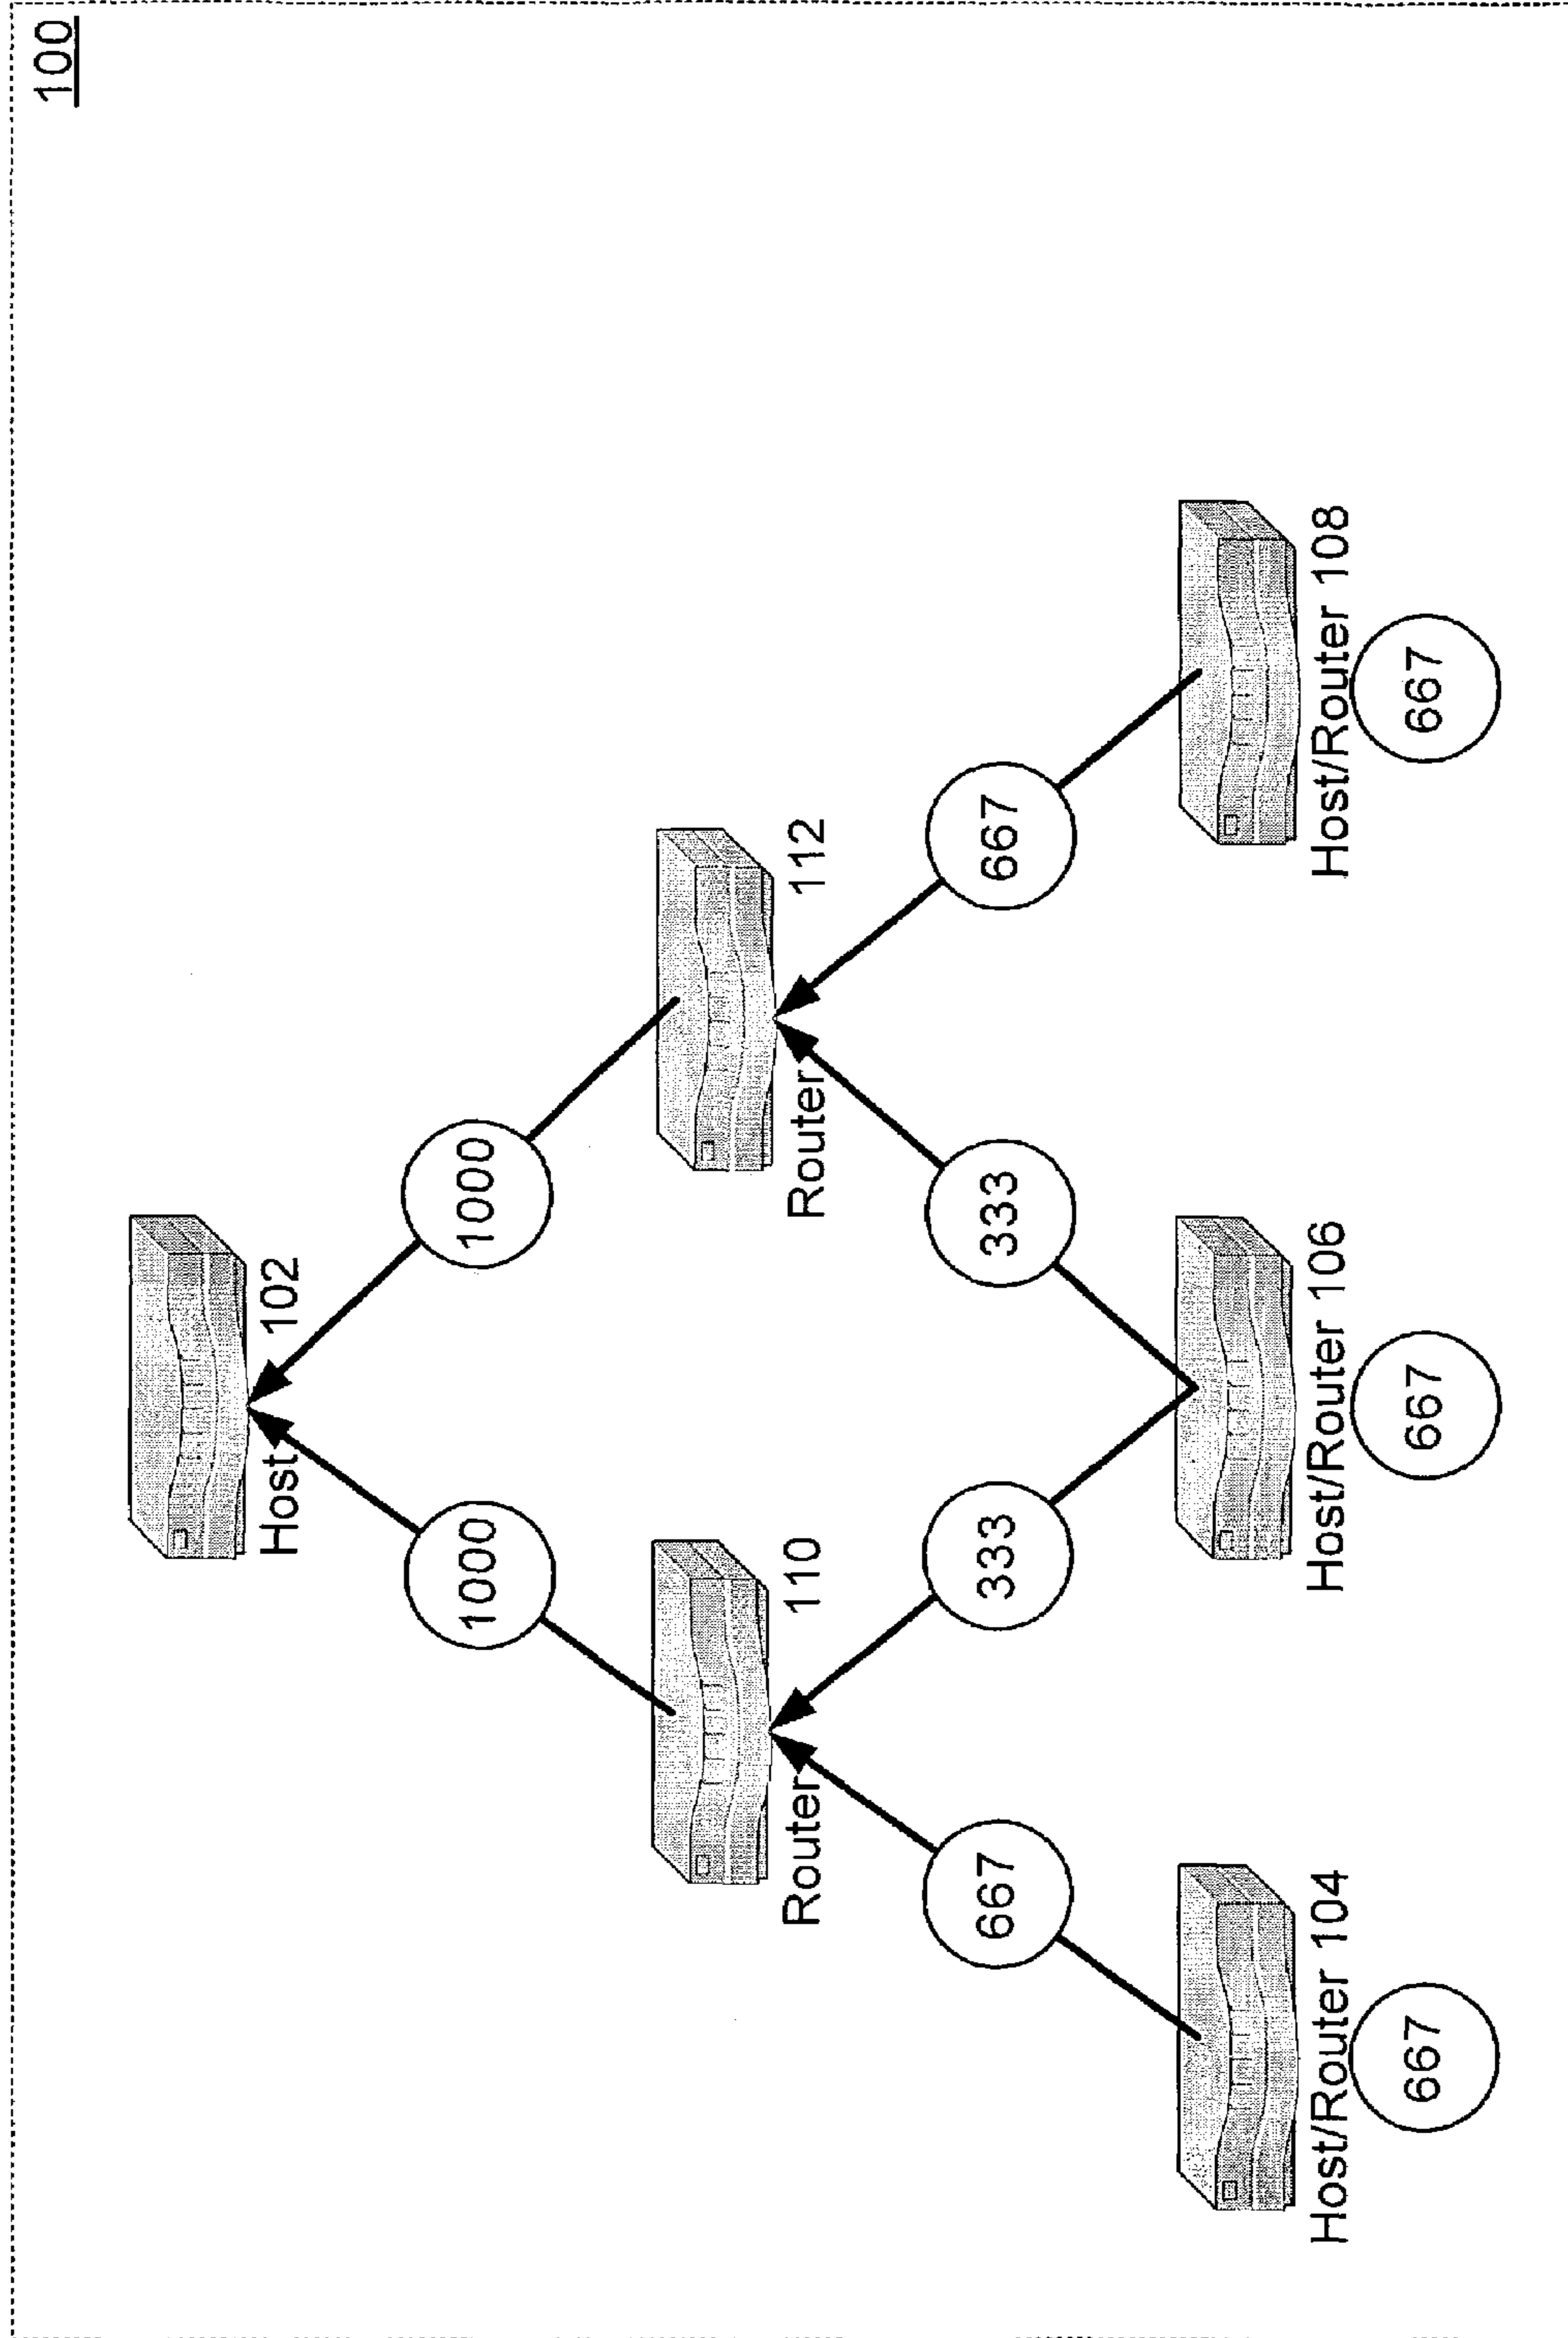 100
Host 102
1000
1000
Router 110
Router 112
667
333
333
667
Host/Router 104
Host/Router 106
Host/Router 108
667
667
667